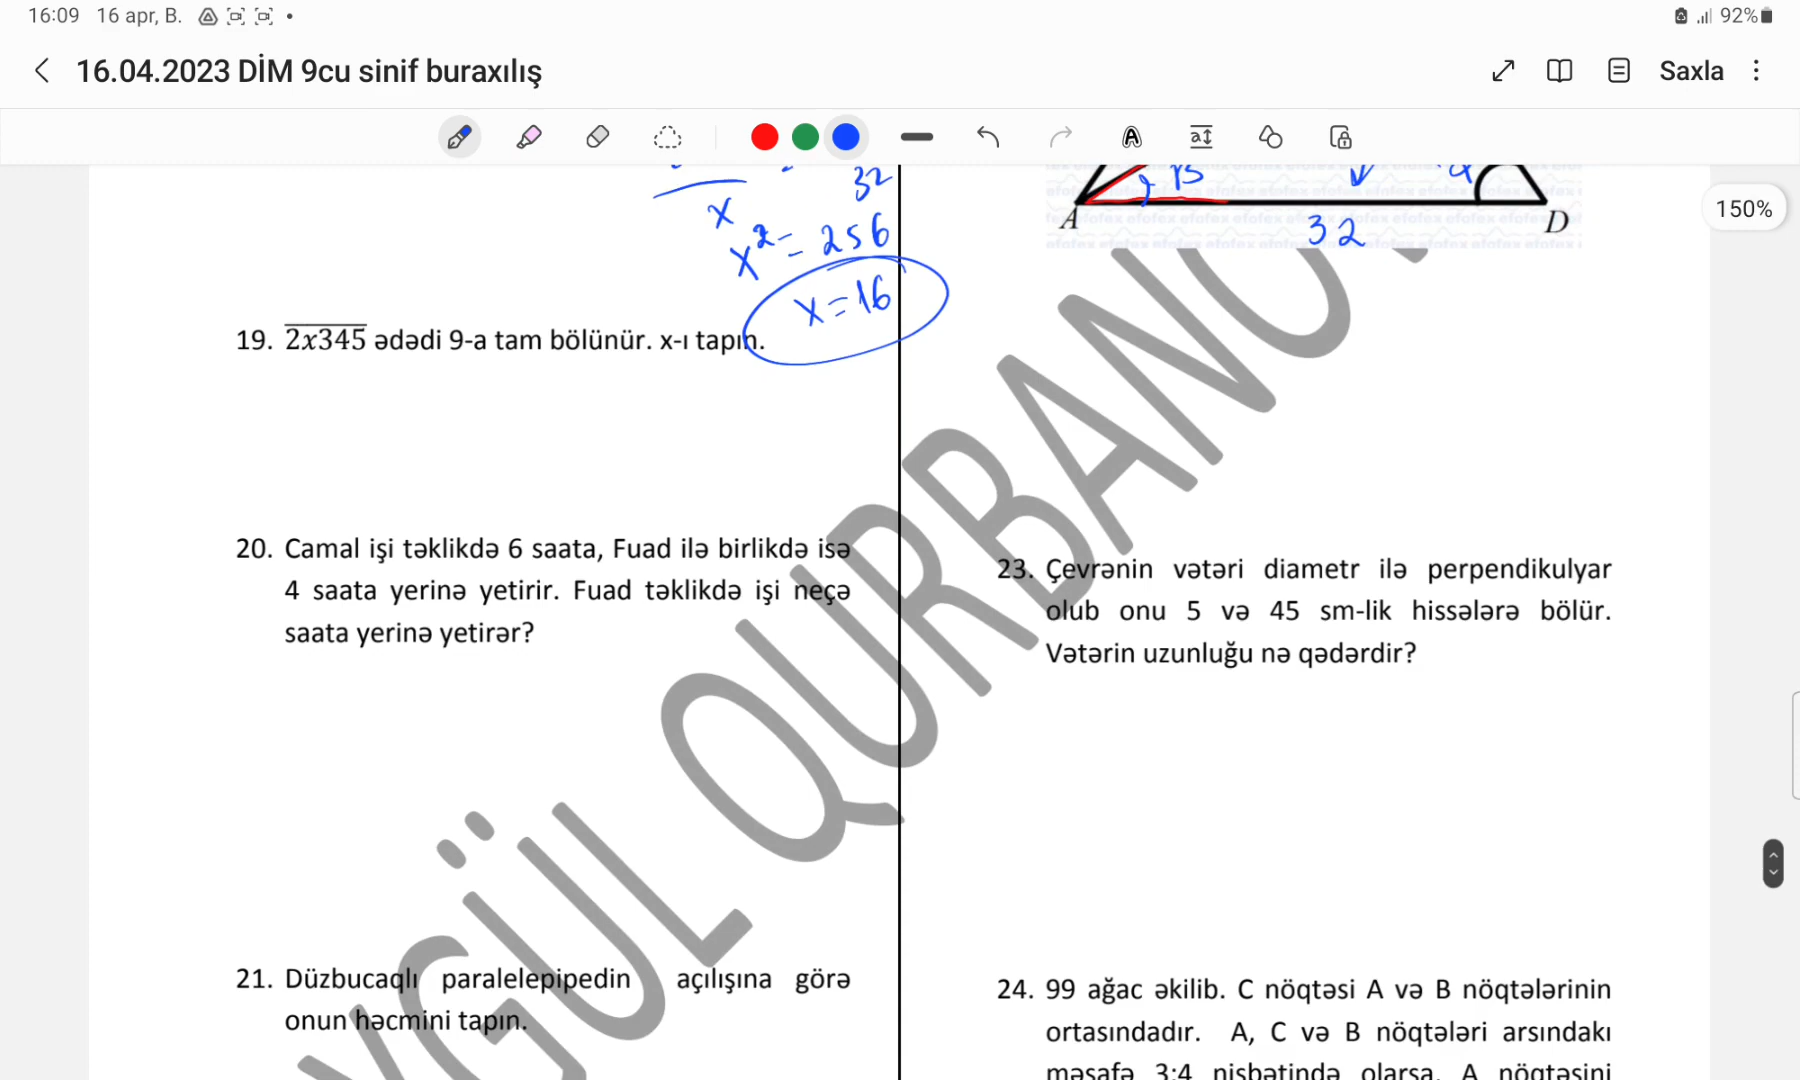 16:09 16 apr, B.
92%
16.04.2023 DİM 9cu sinif buraxılış
Saxla
150%
x
32
x² = 256
x = 16
19. 2x345 ədədi 9-a tam bölünür. x-ı tapın.
20. Camal işi təklikdə 6 saata, Fuad ilə birlikdə isə
4 saata yerinə yetirir. Fuad təklikdə işi neçə
saata yerinə yetirər?
21. Düzbucaqlı paralelepipedin açılışına görə
onun həcmini tapın.
A
D
32
23. Çevrənin vətəri diametr ilə perpendikulyar
olub onu 5 və 45 sm-lik hissələrə bölür.
Vətərin uzunluğu nə qədərdir?
24. 99 ağac əkilib. C nöqtəsi A və B nöqtələrinin
ortasındadır. A, C və B nöqtələri arsındakı
məsafə 3:4 nisbətində olarsa, A nöqtəsini
YGÜL QURBANO